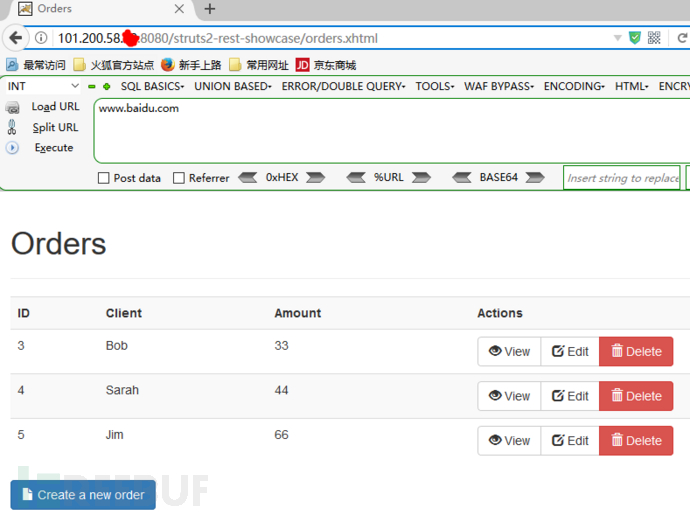 Orders
101.200.58. :8080/struts2-rest-showcase/orders.xhtml
最常访问 火狐官方站点 新手上路 常用网址 JD 京东商城
INT SQL BASICS UNION BASED ERROR/DOUBLE QUERY TOOLS WAF BYPASS ENCODING HTML ENCRY
Load URL www.baidu.com
Split URL
Execute
Post data Referrer 0xHEX %URL BASE64 Insert string to replace
Orders
ID Client Amount Actions
3 Bob 33 View Edit Delete
4 Sarah 44 View Edit Delete
5 Jim 66 View Edit Delete
Create a new order